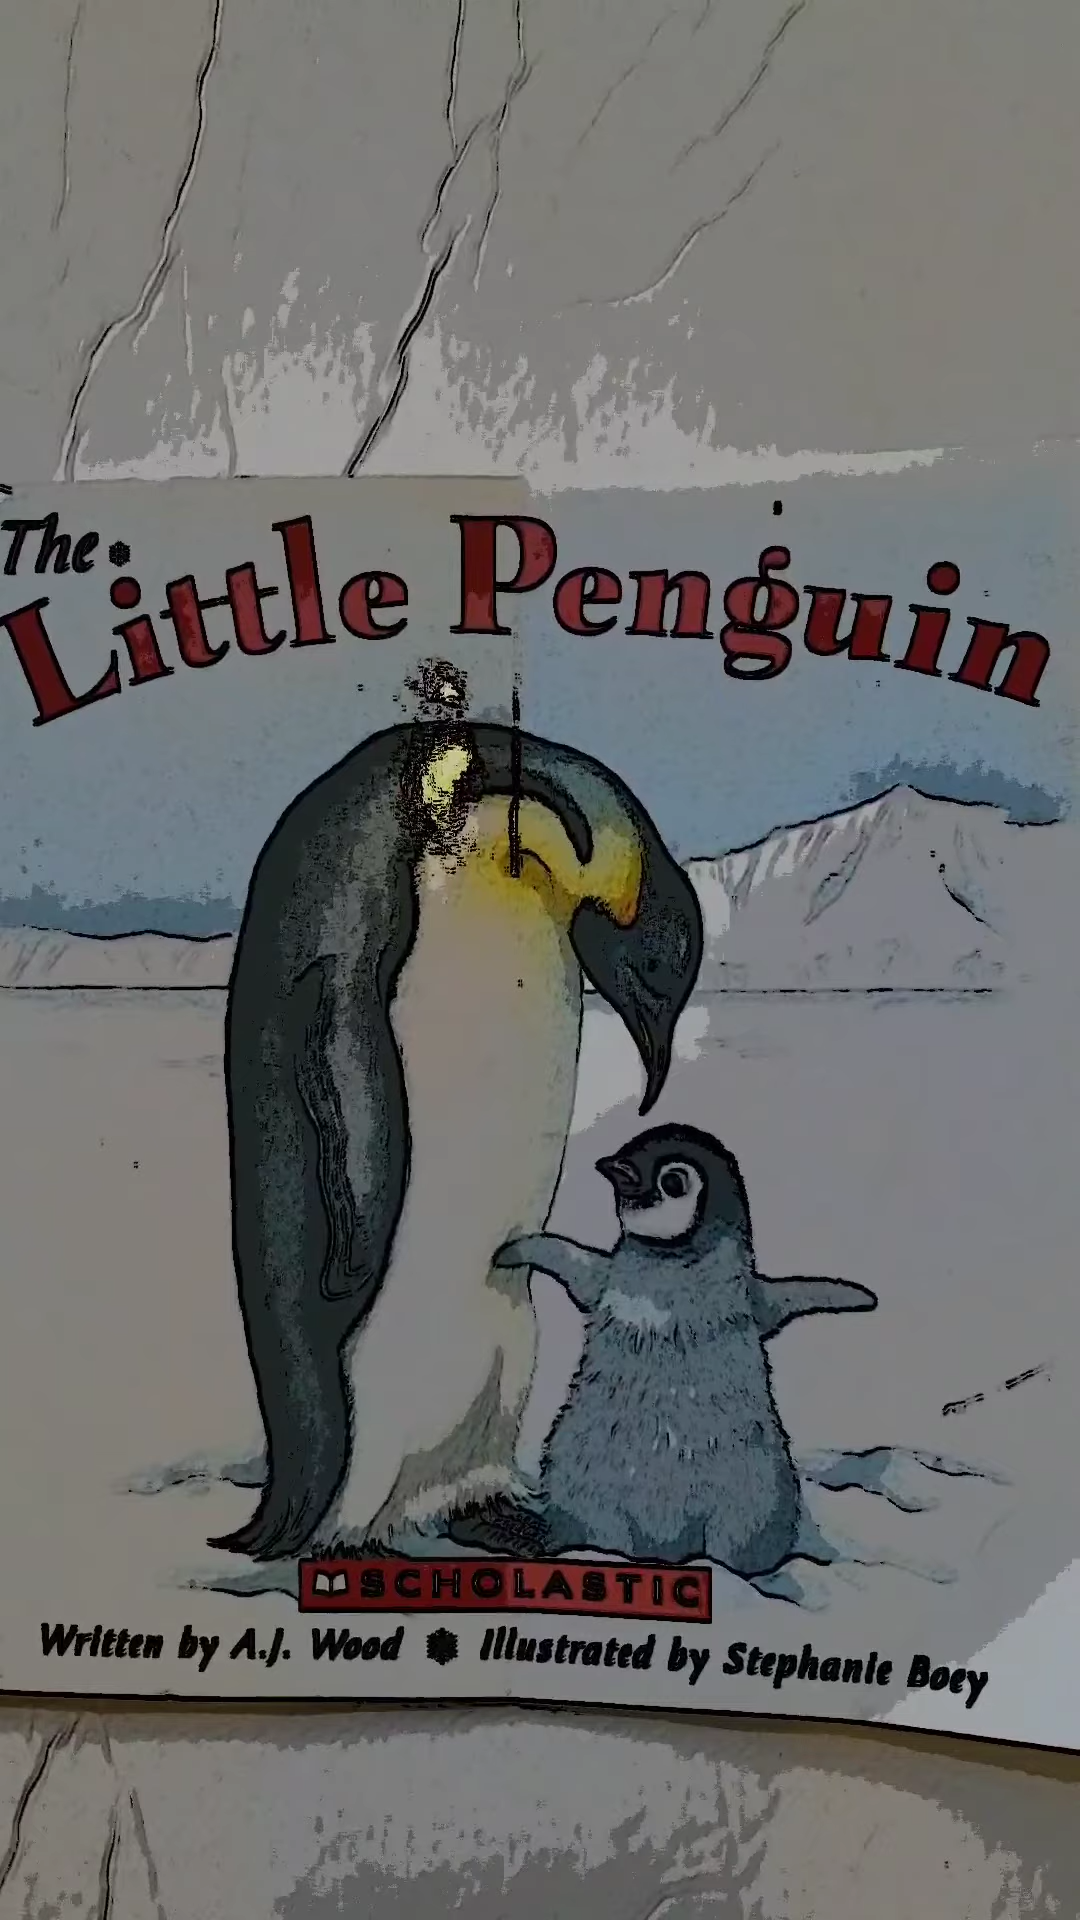 The
Little Penguin
SCHOLASTIC
Written by A.J. Wood Illustrated by Stephanie Boey